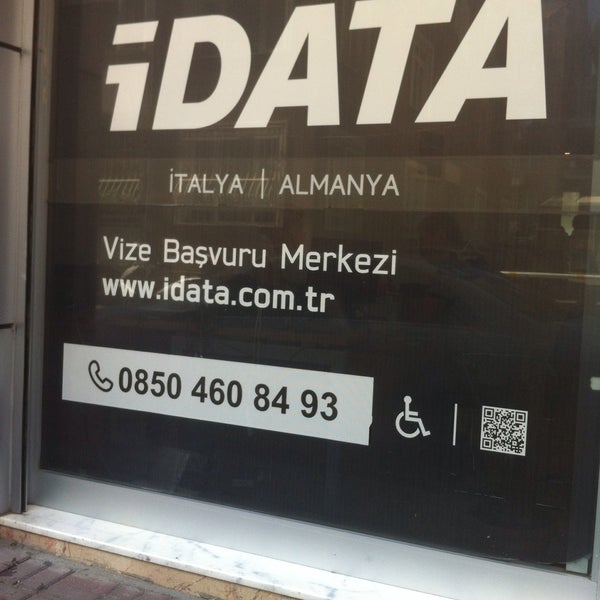 iDATA
İTALYA | ALMANYA
Vize Başvuru Merkezi
www.idata.com.tr
0850 460 84 93